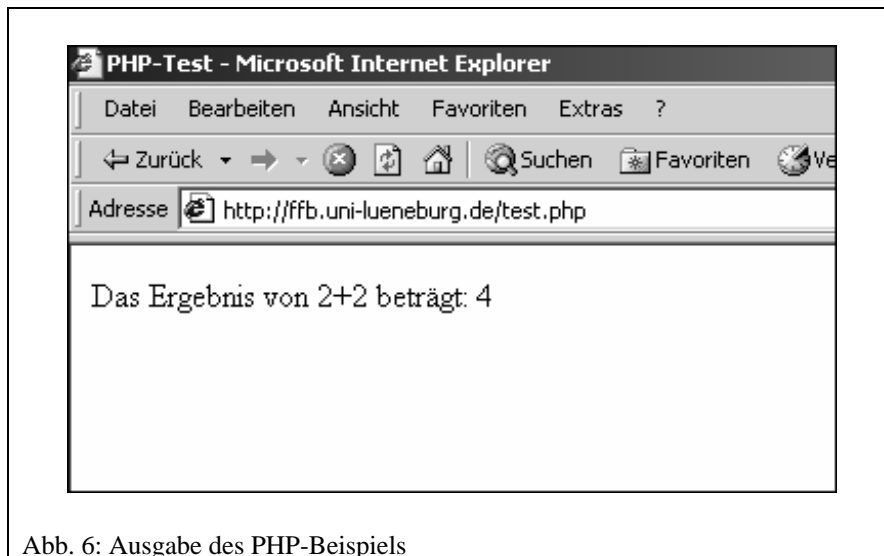 PHP-Test - Microsoft Internet Explorer
Datei Bearbeiten Ansicht Favoriten Extras ?
Zurück Suchen Favoriten Ve
Adresse http://ffb.uni-lueneburg.de/test.php
Das Ergebnis von 2+2 beträgt: 4
Abb. 6: Ausgabe des PHP-Beispiels